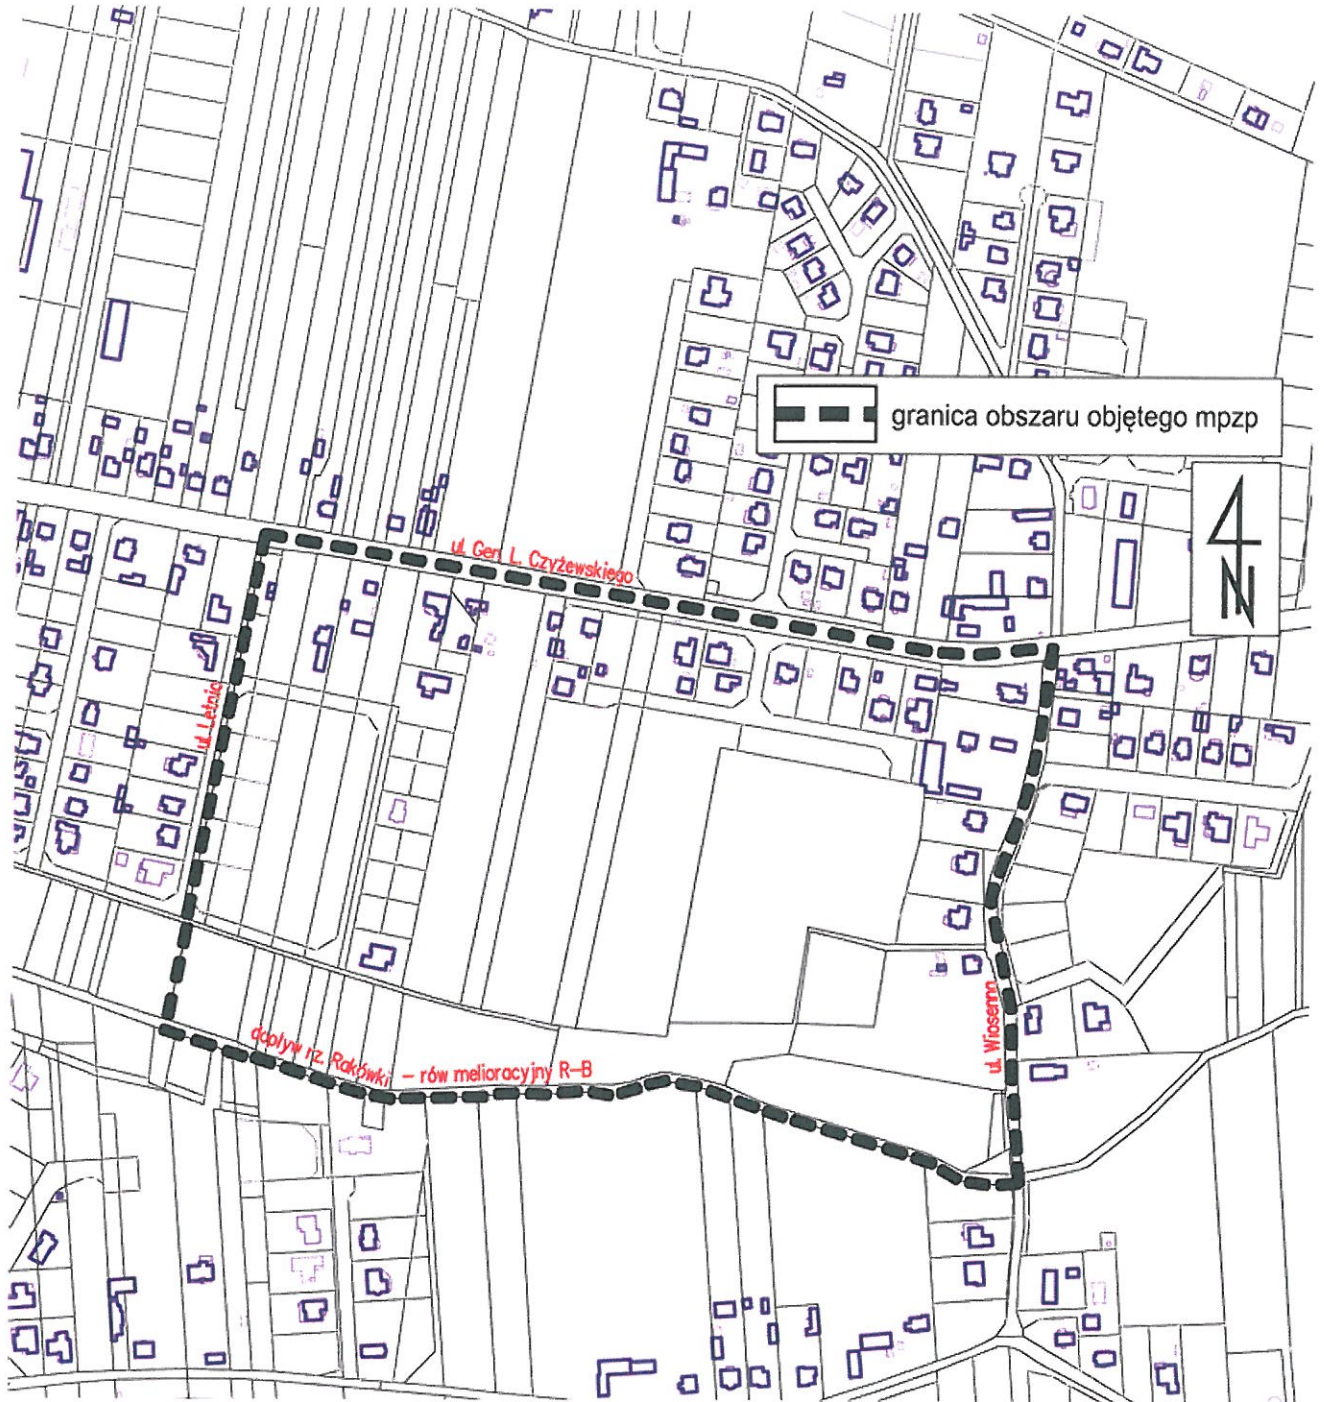 granica obszaru objętego mpzp
N
ul. Gen. L. Czyżewskiego
ul. Letnia
ul. Wiosenna
dopływ rz. Rakówki – rów melioracyjny R–B